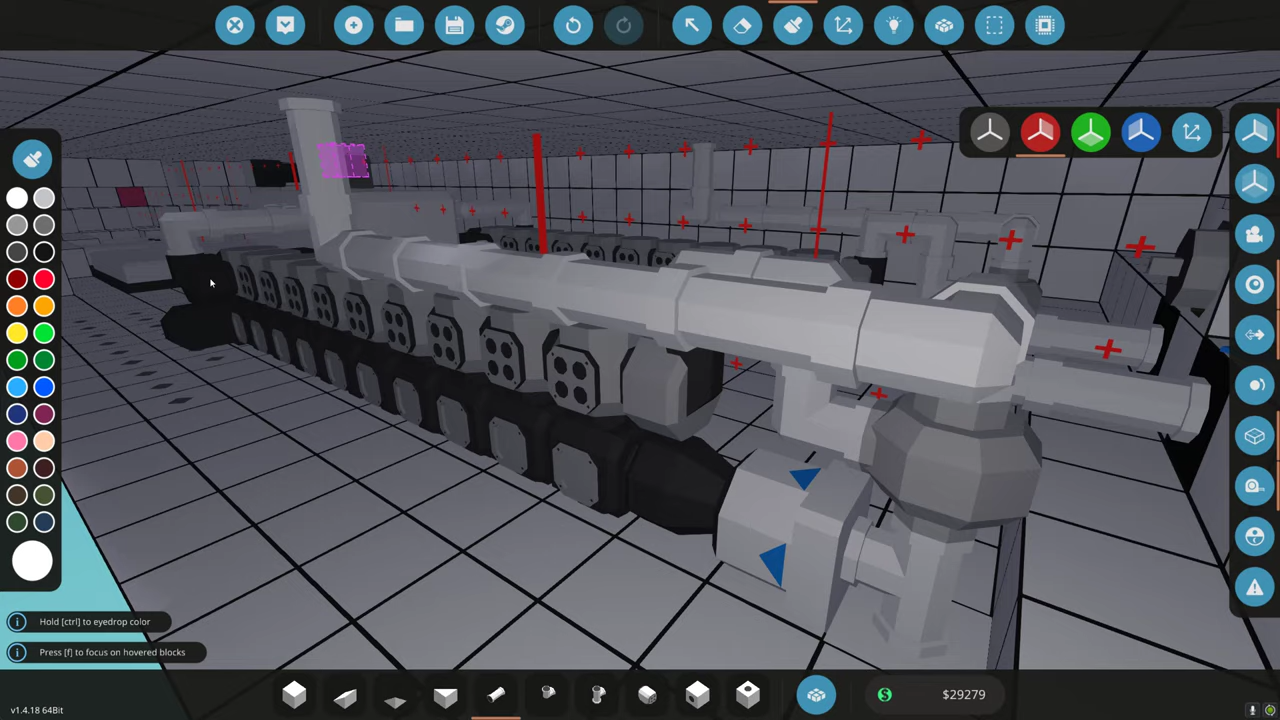 Hold [ctrl] to eyedrop color
Press [f] to focus on hovered blocks
$29279
v1.4.18 64Bit